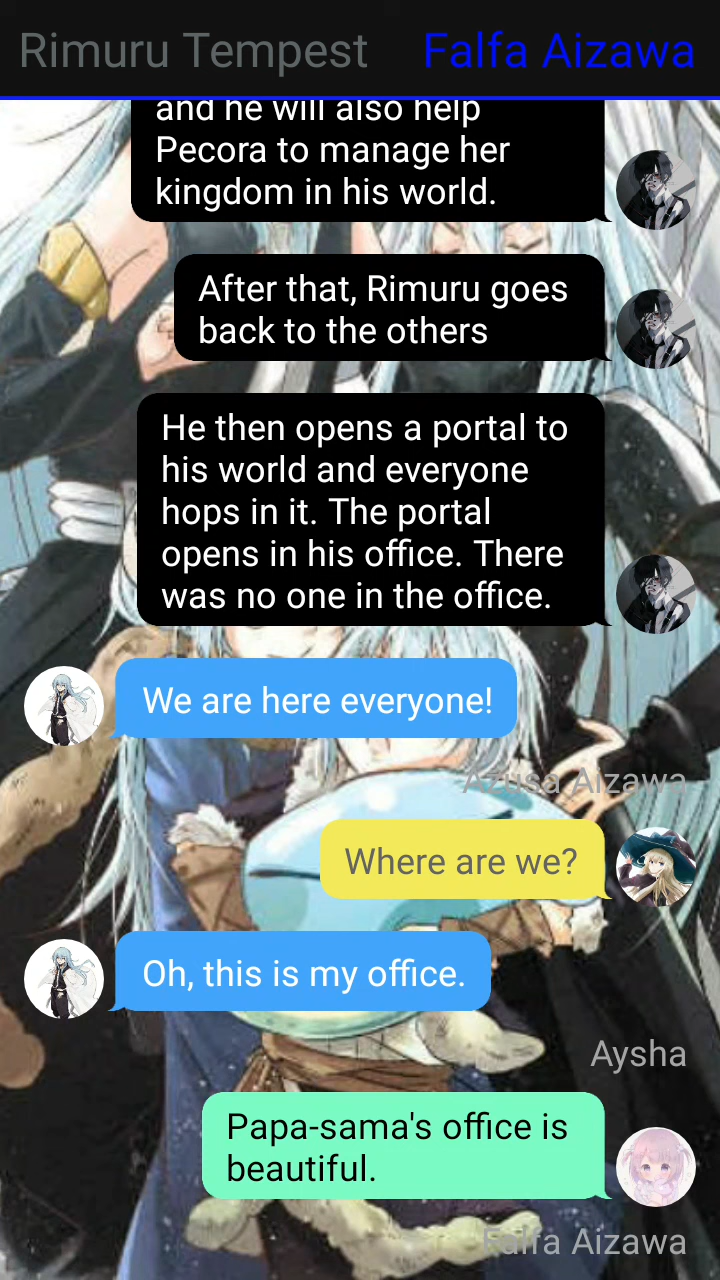 Rimuru Tempest Falfa Aizawa
and he will also help
Pecora to manage her
kingdom in his world.
After that, Rimuru goes
back to the others
He then opens a portal to
his world and everyone
hops in it. The portal
opens in his office. There
was no one in the office.
We are here everyone!
Azusa Aizawa
Where are we?
Oh, this is my office.
Aysha
Papa-sama's office is
beautiful.
Falfa Aizawa